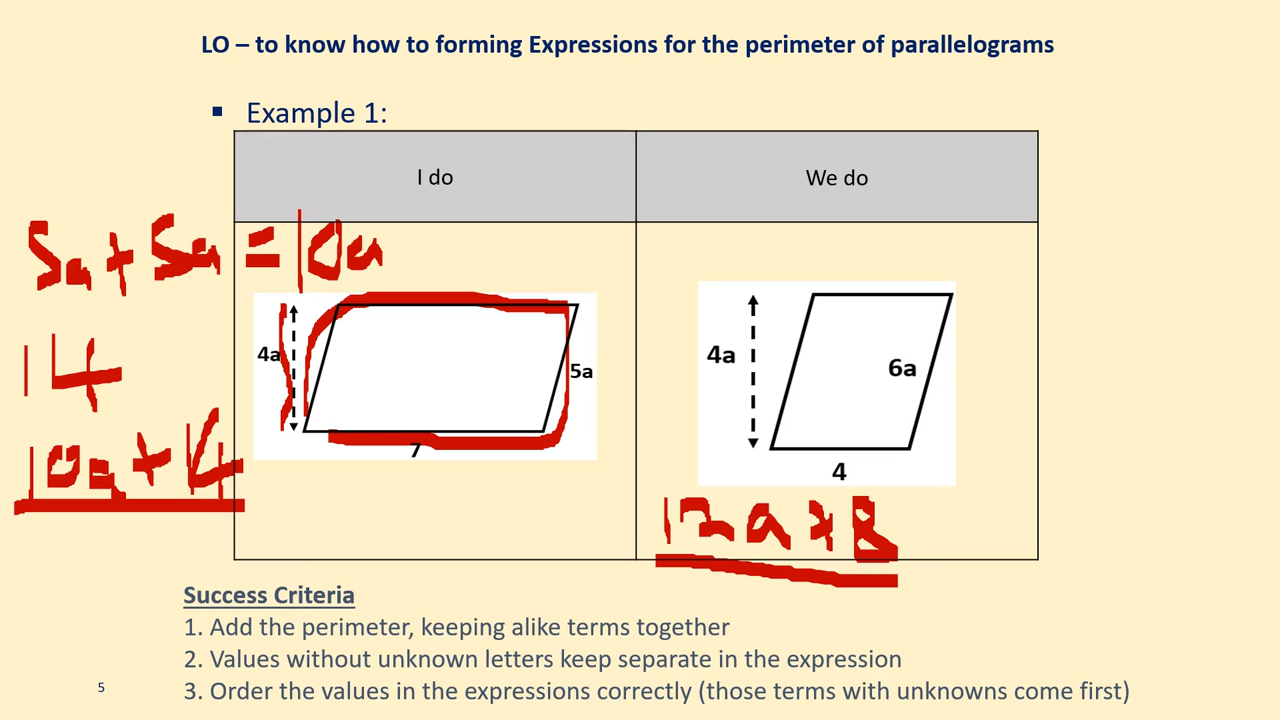 LO – to know how to forming Expressions for the perimeter of parallelograms
▪ Example 1:
I do
We do
5a + 5a = 10a
4a
5a
7
14
10a + 14
4a
6a
4
12a + 8
Success Criteria
1. Add the perimeter, keeping alike terms together
2. Values without unknown letters keep separate in the expression
3. Order the values in the expressions correctly (those terms with unknowns come first)
5